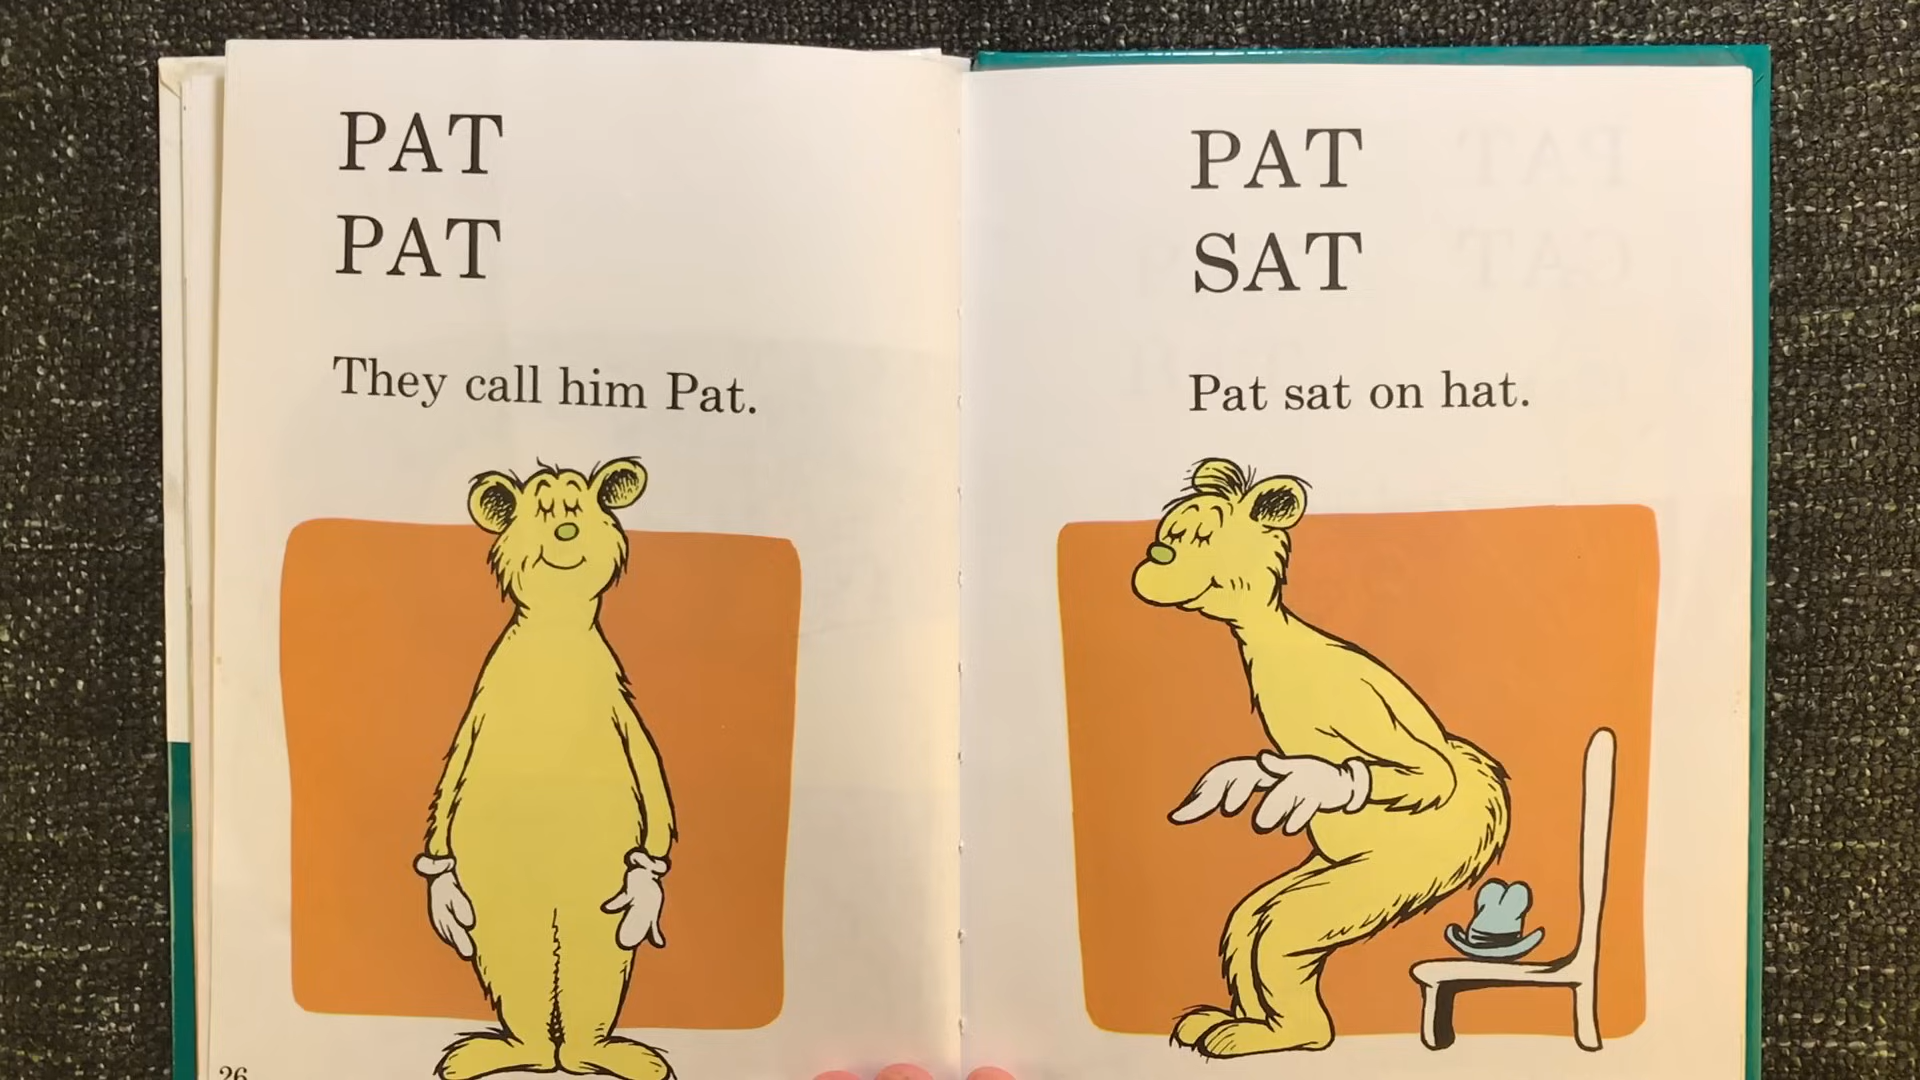 PAT
PAT
They call him Pat.
26
PAT
SAT
Pat sat on hat.